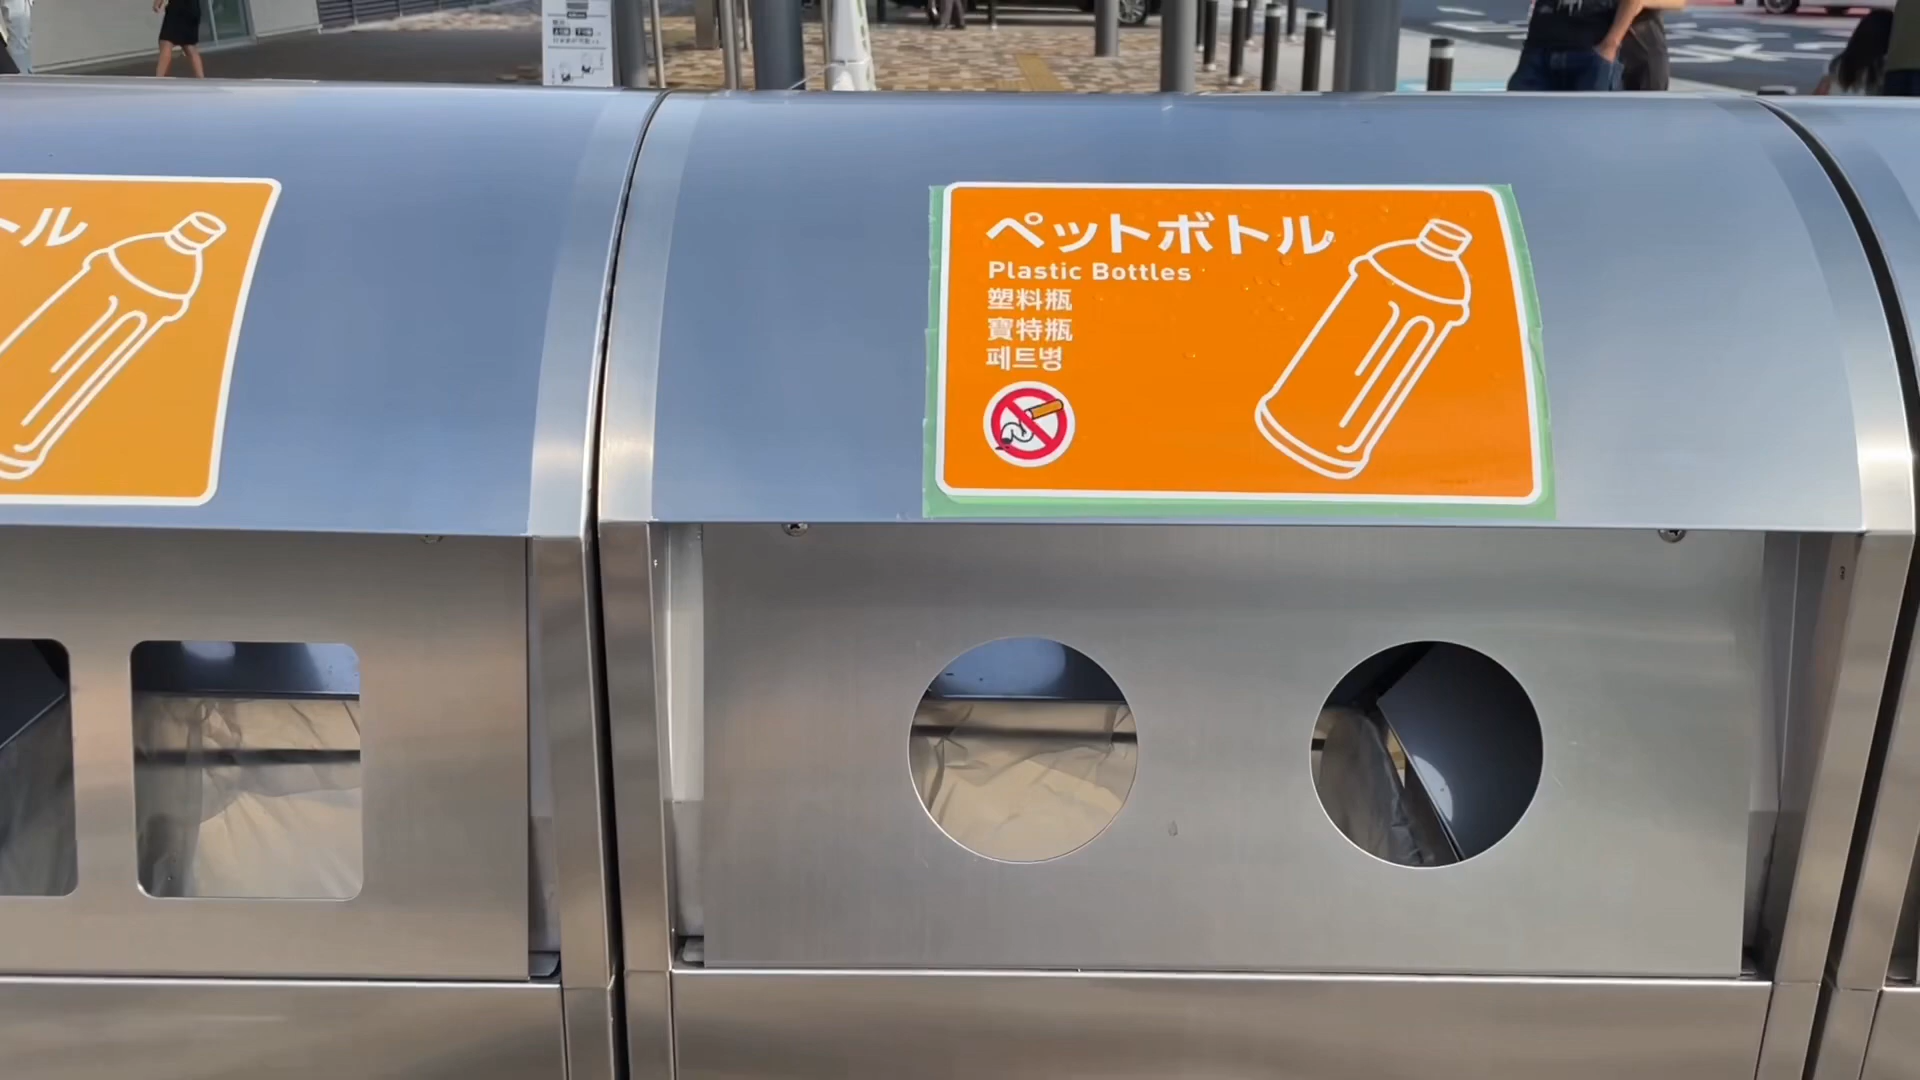 トル
ペットボトル
Plastic Bottles
塑料瓶
寶特瓶
페트병